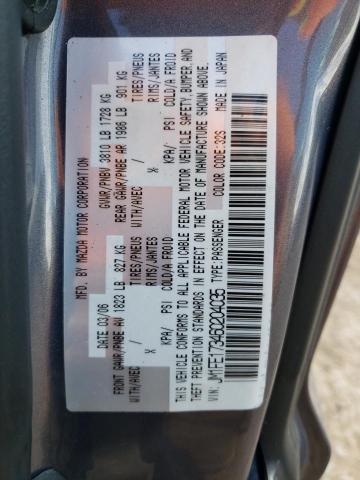 MFD. BY MAZDA MOTOR CORPORATION
DATE: 03/06 GVWR/PNBV 3810 LB 1728 KG
FRONT GAWR/PNBE AV 1823 LB 827 KG REAR GAWR/PNBE AR 1986 LB 901 KG
WITH/AVEC TIRES/PNEUS WITH/AVEC TIRES/PNEUS
X RIMS/JANTES X RIMS/JANTES
/ KPA/ PSI COLD/A FROID / KPA/ PSI COLD/A FROID
THIS VEHICLE CONFORMS TO ALL APPLICABLE FEDERAL MOTOR VEHICLE SAFETY,BUMPER,AND
THEFT PREVENTION STANDARDS IN EFFECT ON THE DATE OF MANUFACTURE SHOWN ABOVE.
VIN: JM1FE173460204035 TYPE:PASSENGER COLOR CODE:32S MADE IN JAPAN